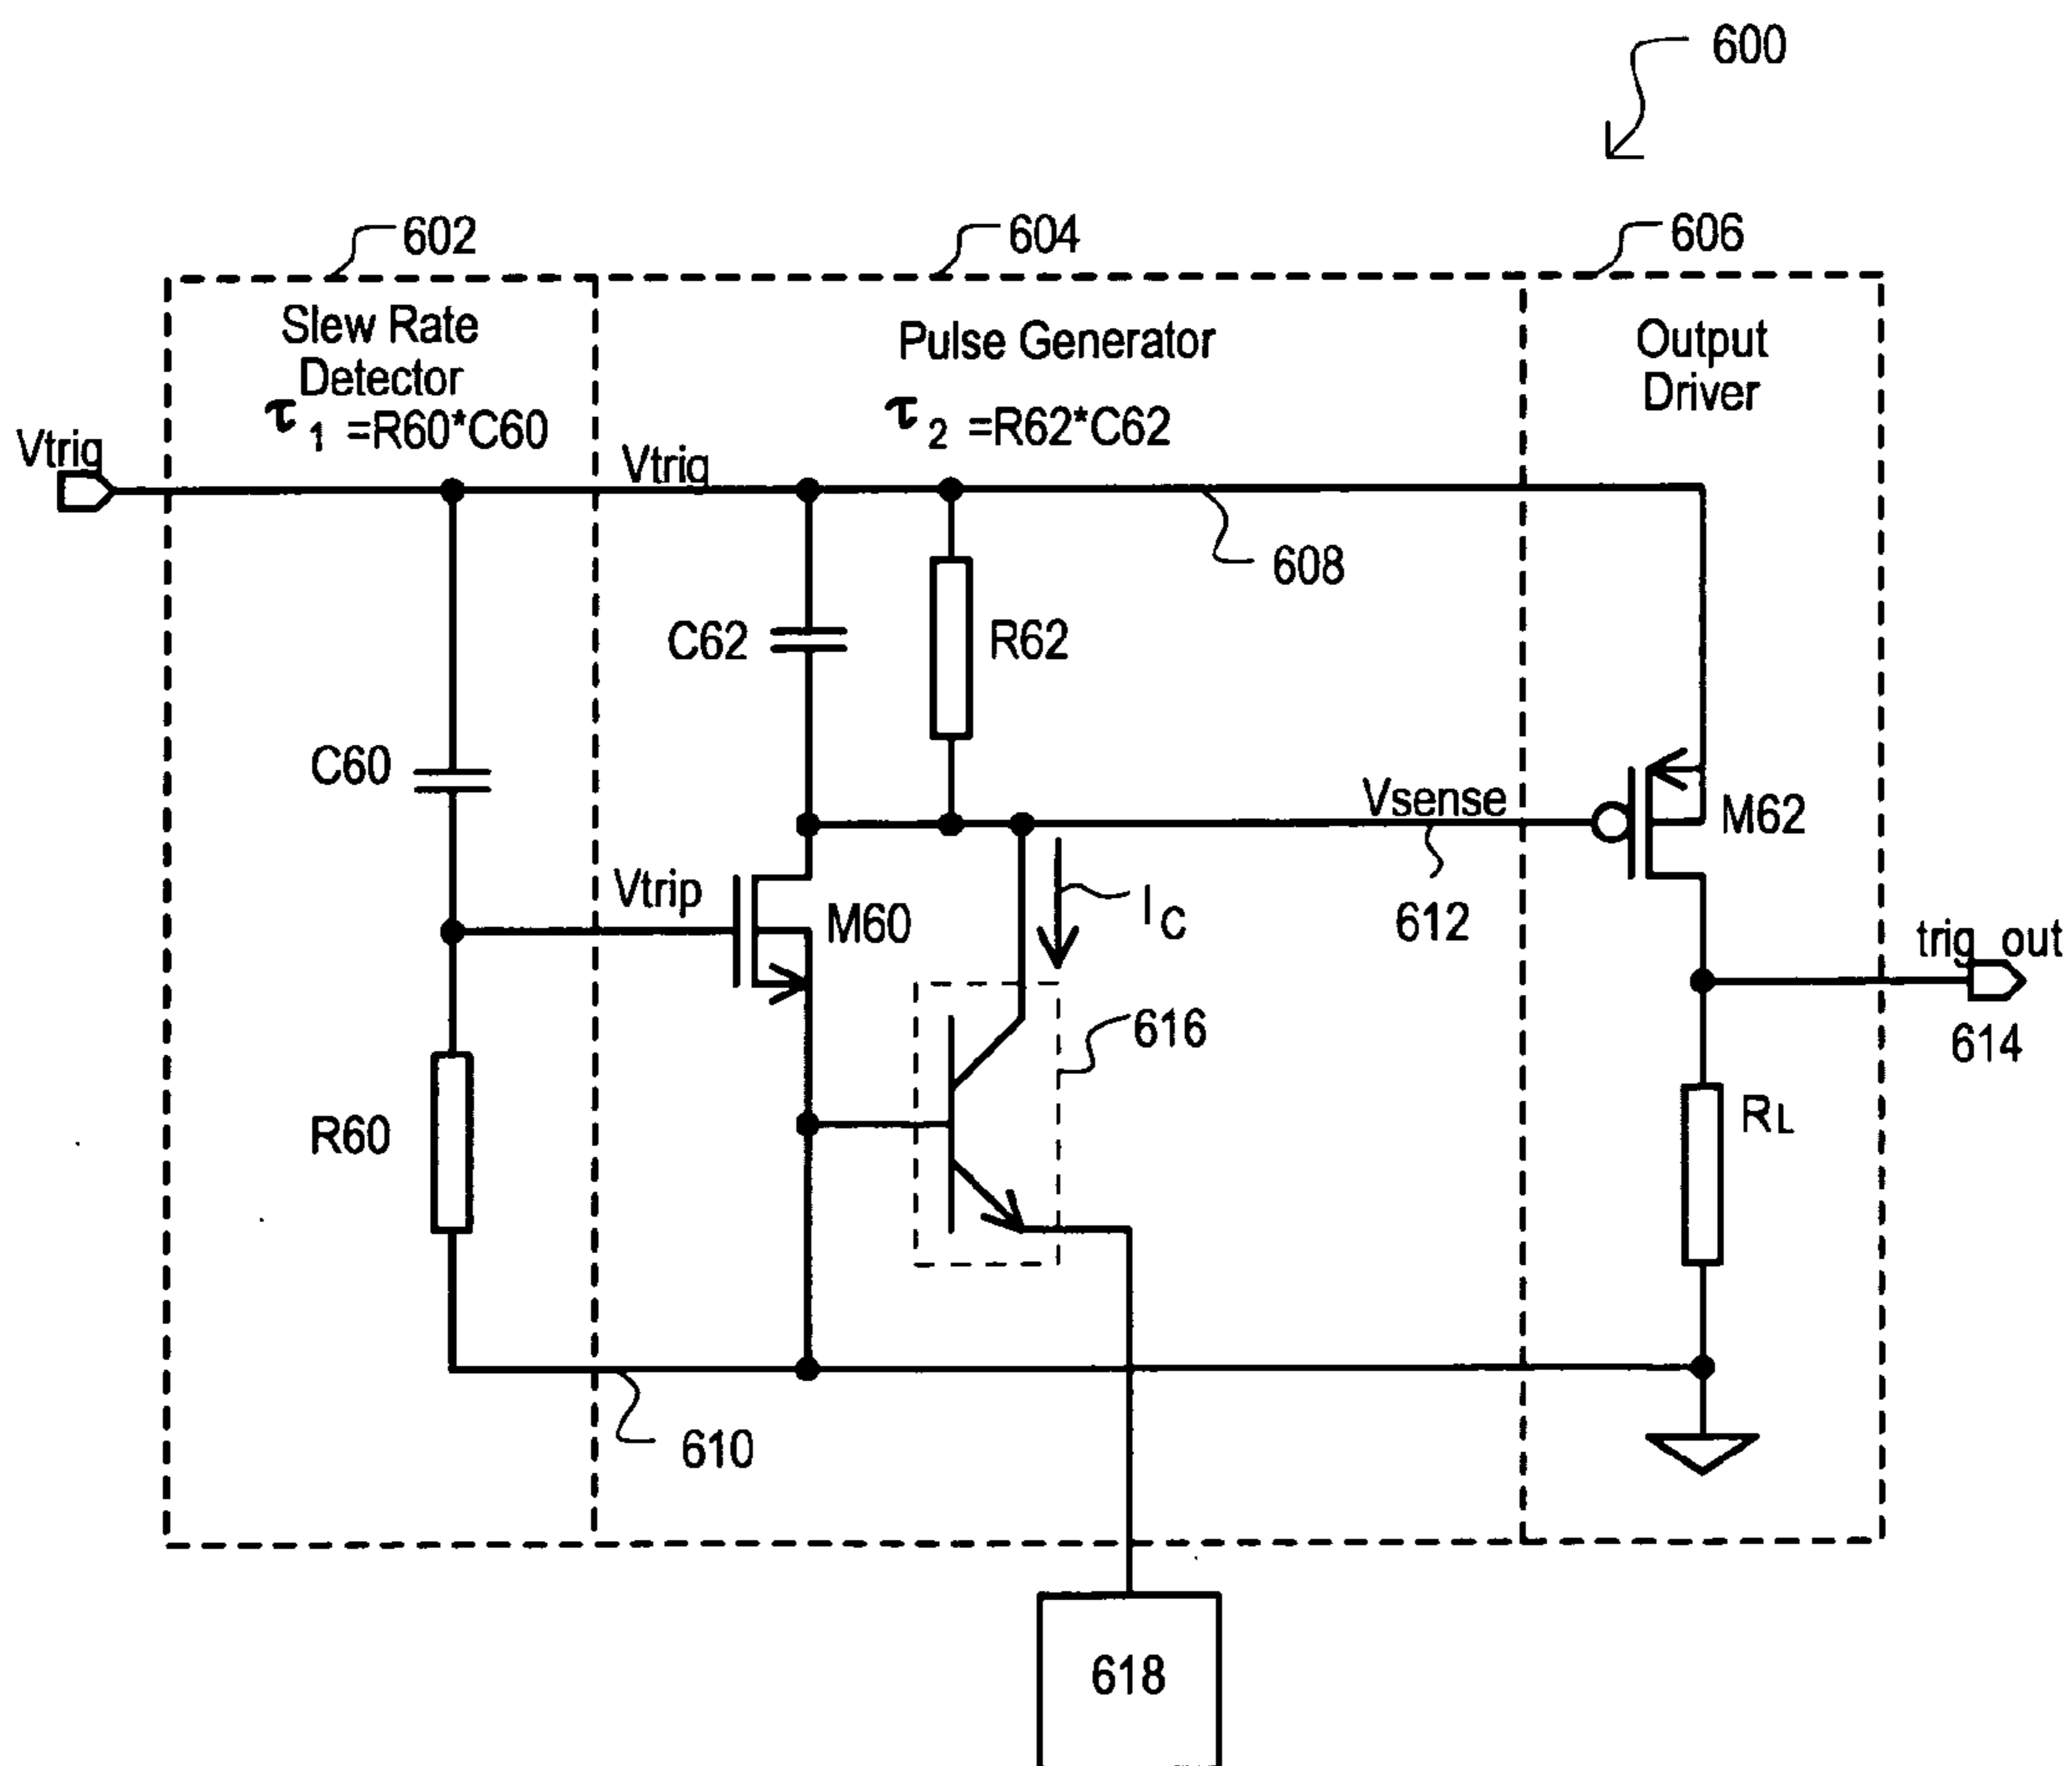 600
602
604
606
Slew Rate
Detector
τ1 =R60*C60
Pulse Generator
τ2 =R62*C62
Output
Driver
Vtrig
Vtrig
608
C62
R62
C60
Vsense
M62
Vtrip
M60
IC
612
trig_out
614
616
R60
RL
610
618